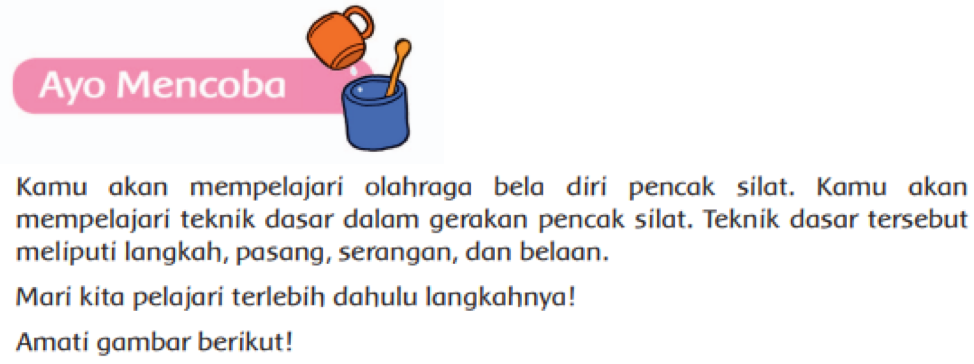 Ayo Mencoba
Kamu akan mempelajari olahraga bela diri pencak silat. Kamu akan
mempelajari teknik dasar dalam gerakan pencak silat. Teknik dasar tersebut
meliputi langkah, pasang, serangan, dan belaan.
Mari kita pelajari terlebih dahulu langkahnya!
Amati gambar berikut!